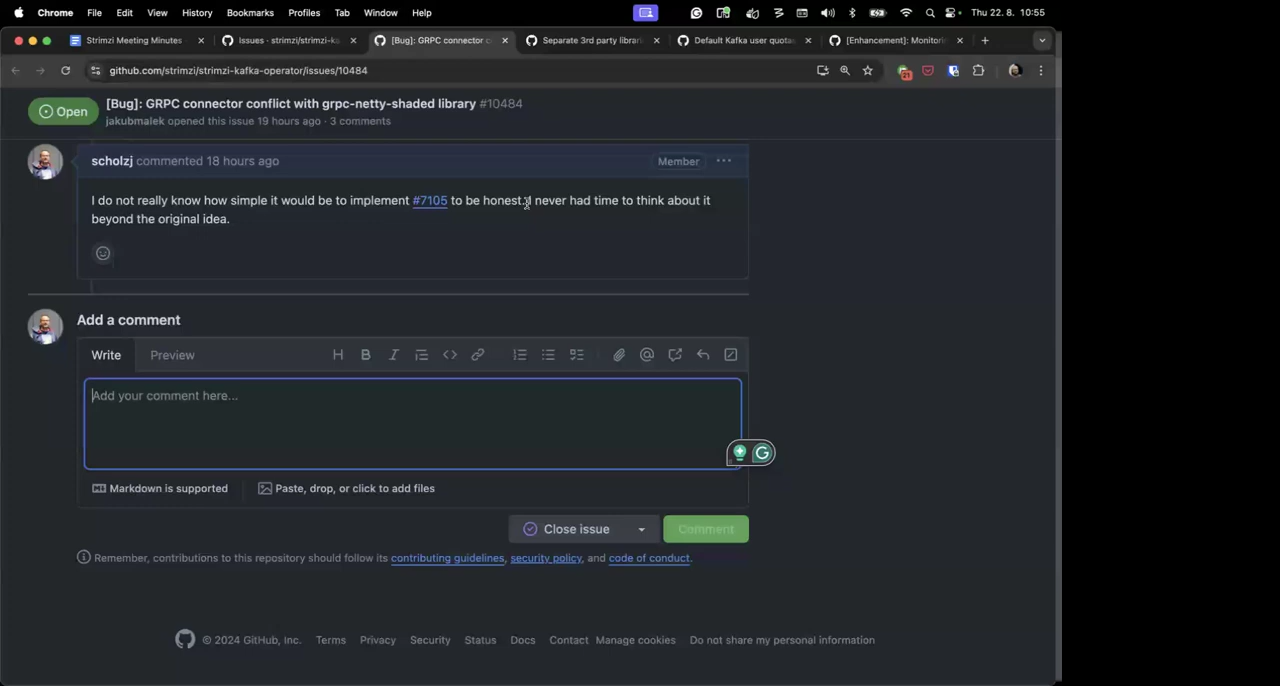 Chrome File Edit View History Bookmarks Profiles Tab Window Help Thu 22. 8. 10:55
Strimzi Meeting Minutes Issues · strimzi/strimzi-ka [Bug]: GRPC connector c Separate 3rd party librari Default Kafka user quota [Enhancement]: Monitori
github.com/strimzi/strimzi-kafka-operator/issues/10484
Open
[Bug]: GRPC connector conflict with grpc-netty-shaded library #10484
jakubmalek opened this issue 19 hours ago · 3 comments
scholzj commented 18 hours ago Member
I do not really know how simple it would be to implement #7105 to be honest. I never had time to think about it
beyond the original idea.
Add a comment
Write Preview
Add your comment here...
Markdown is supported Paste, drop, or click to add files
Close issue Comment
Remember, contributions to this repository should follow its contributing guidelines, security policy, and code of conduct.
© 2024 GitHub, Inc. Terms Privacy Security Status Docs Contact Manage cookies Do not share my personal information